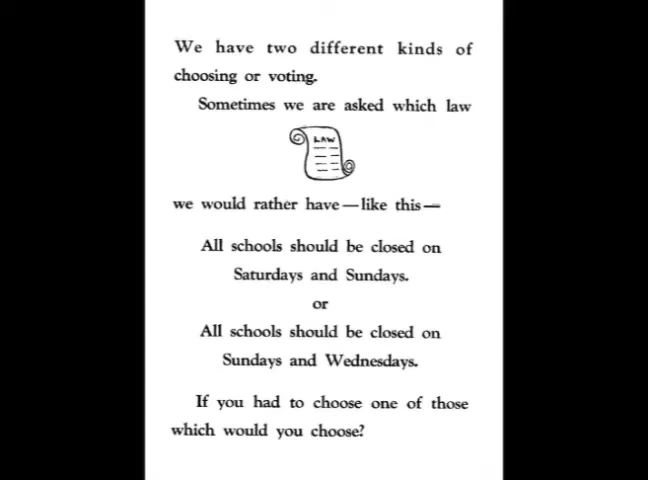 We have two different kinds of
choosing or voting.
Sometimes we are asked which law
LAW
we would rather have—like this—
All schools should be closed on
Saturdays and Sundays.
or
All schools should be closed on
Sundays and Wednesdays.
If you had to choose one of those
which would you choose?